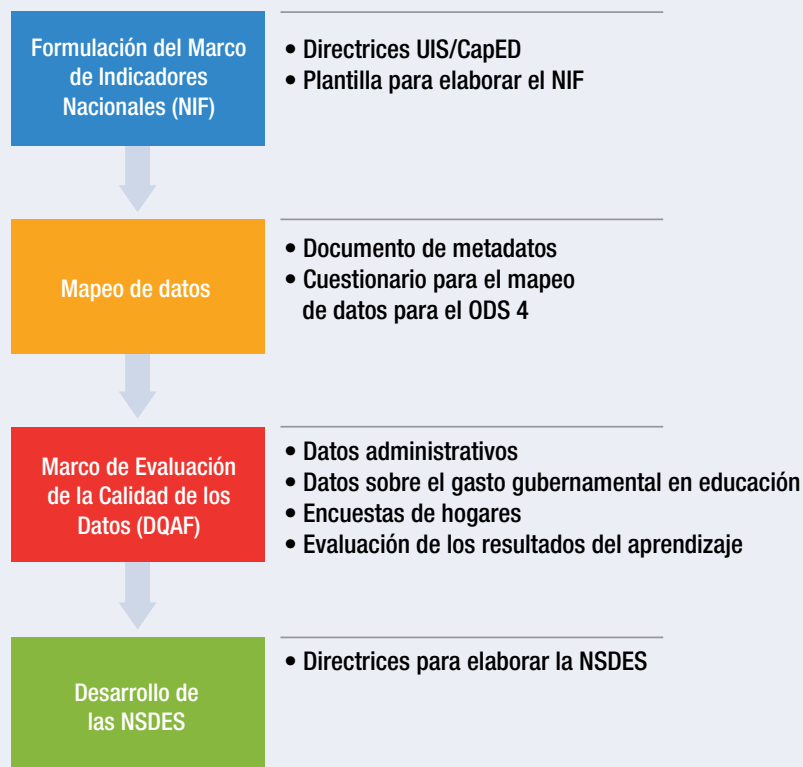 Formulación del Marco
de Indicadores
Nacionales (NIF)
• Directrices UIS/CapED
• Plantilla para elaborar el NIF
Mapeo de datos
• Documento de metadatos
• Cuestionario para el mapeo
de datos para el ODS 4
Marco de Evaluación
de la Calidad de los
Datos (DQAF)
• Datos administrativos
• Datos sobre el gasto gubernamental en educación
• Encuestas de hogares
• Evaluación de los resultados del aprendizaje
Desarrollo de
las NSDES
• Directrices para elaborar la NSDES